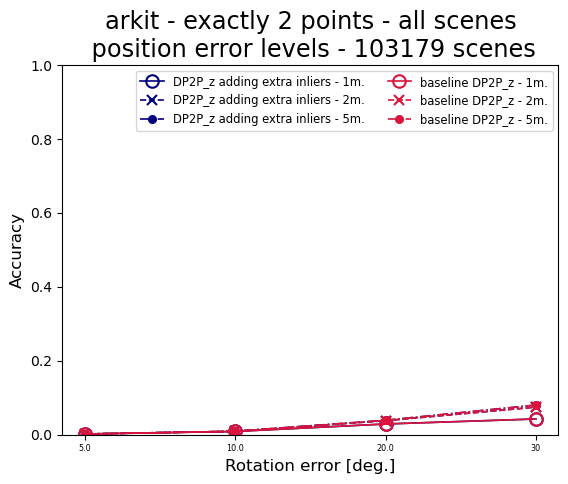 arkit - exactly 2 points - all scenes
position error levels - 103179 scenes
DP2P_z adding extra inliers - 1m.
DP2P_z adding extra inliers - 2m.
DP2P_z adding extra inliers - 5m.
baseline DP2P_z - 1m.
baseline DP2P_z - 2m.
baseline DP2P_z - 5m.
1.0
0.8
0.6
0.4
0.2
0.0
Accuracy
5.0 10.0 20.0 30
Rotation error [deg.]